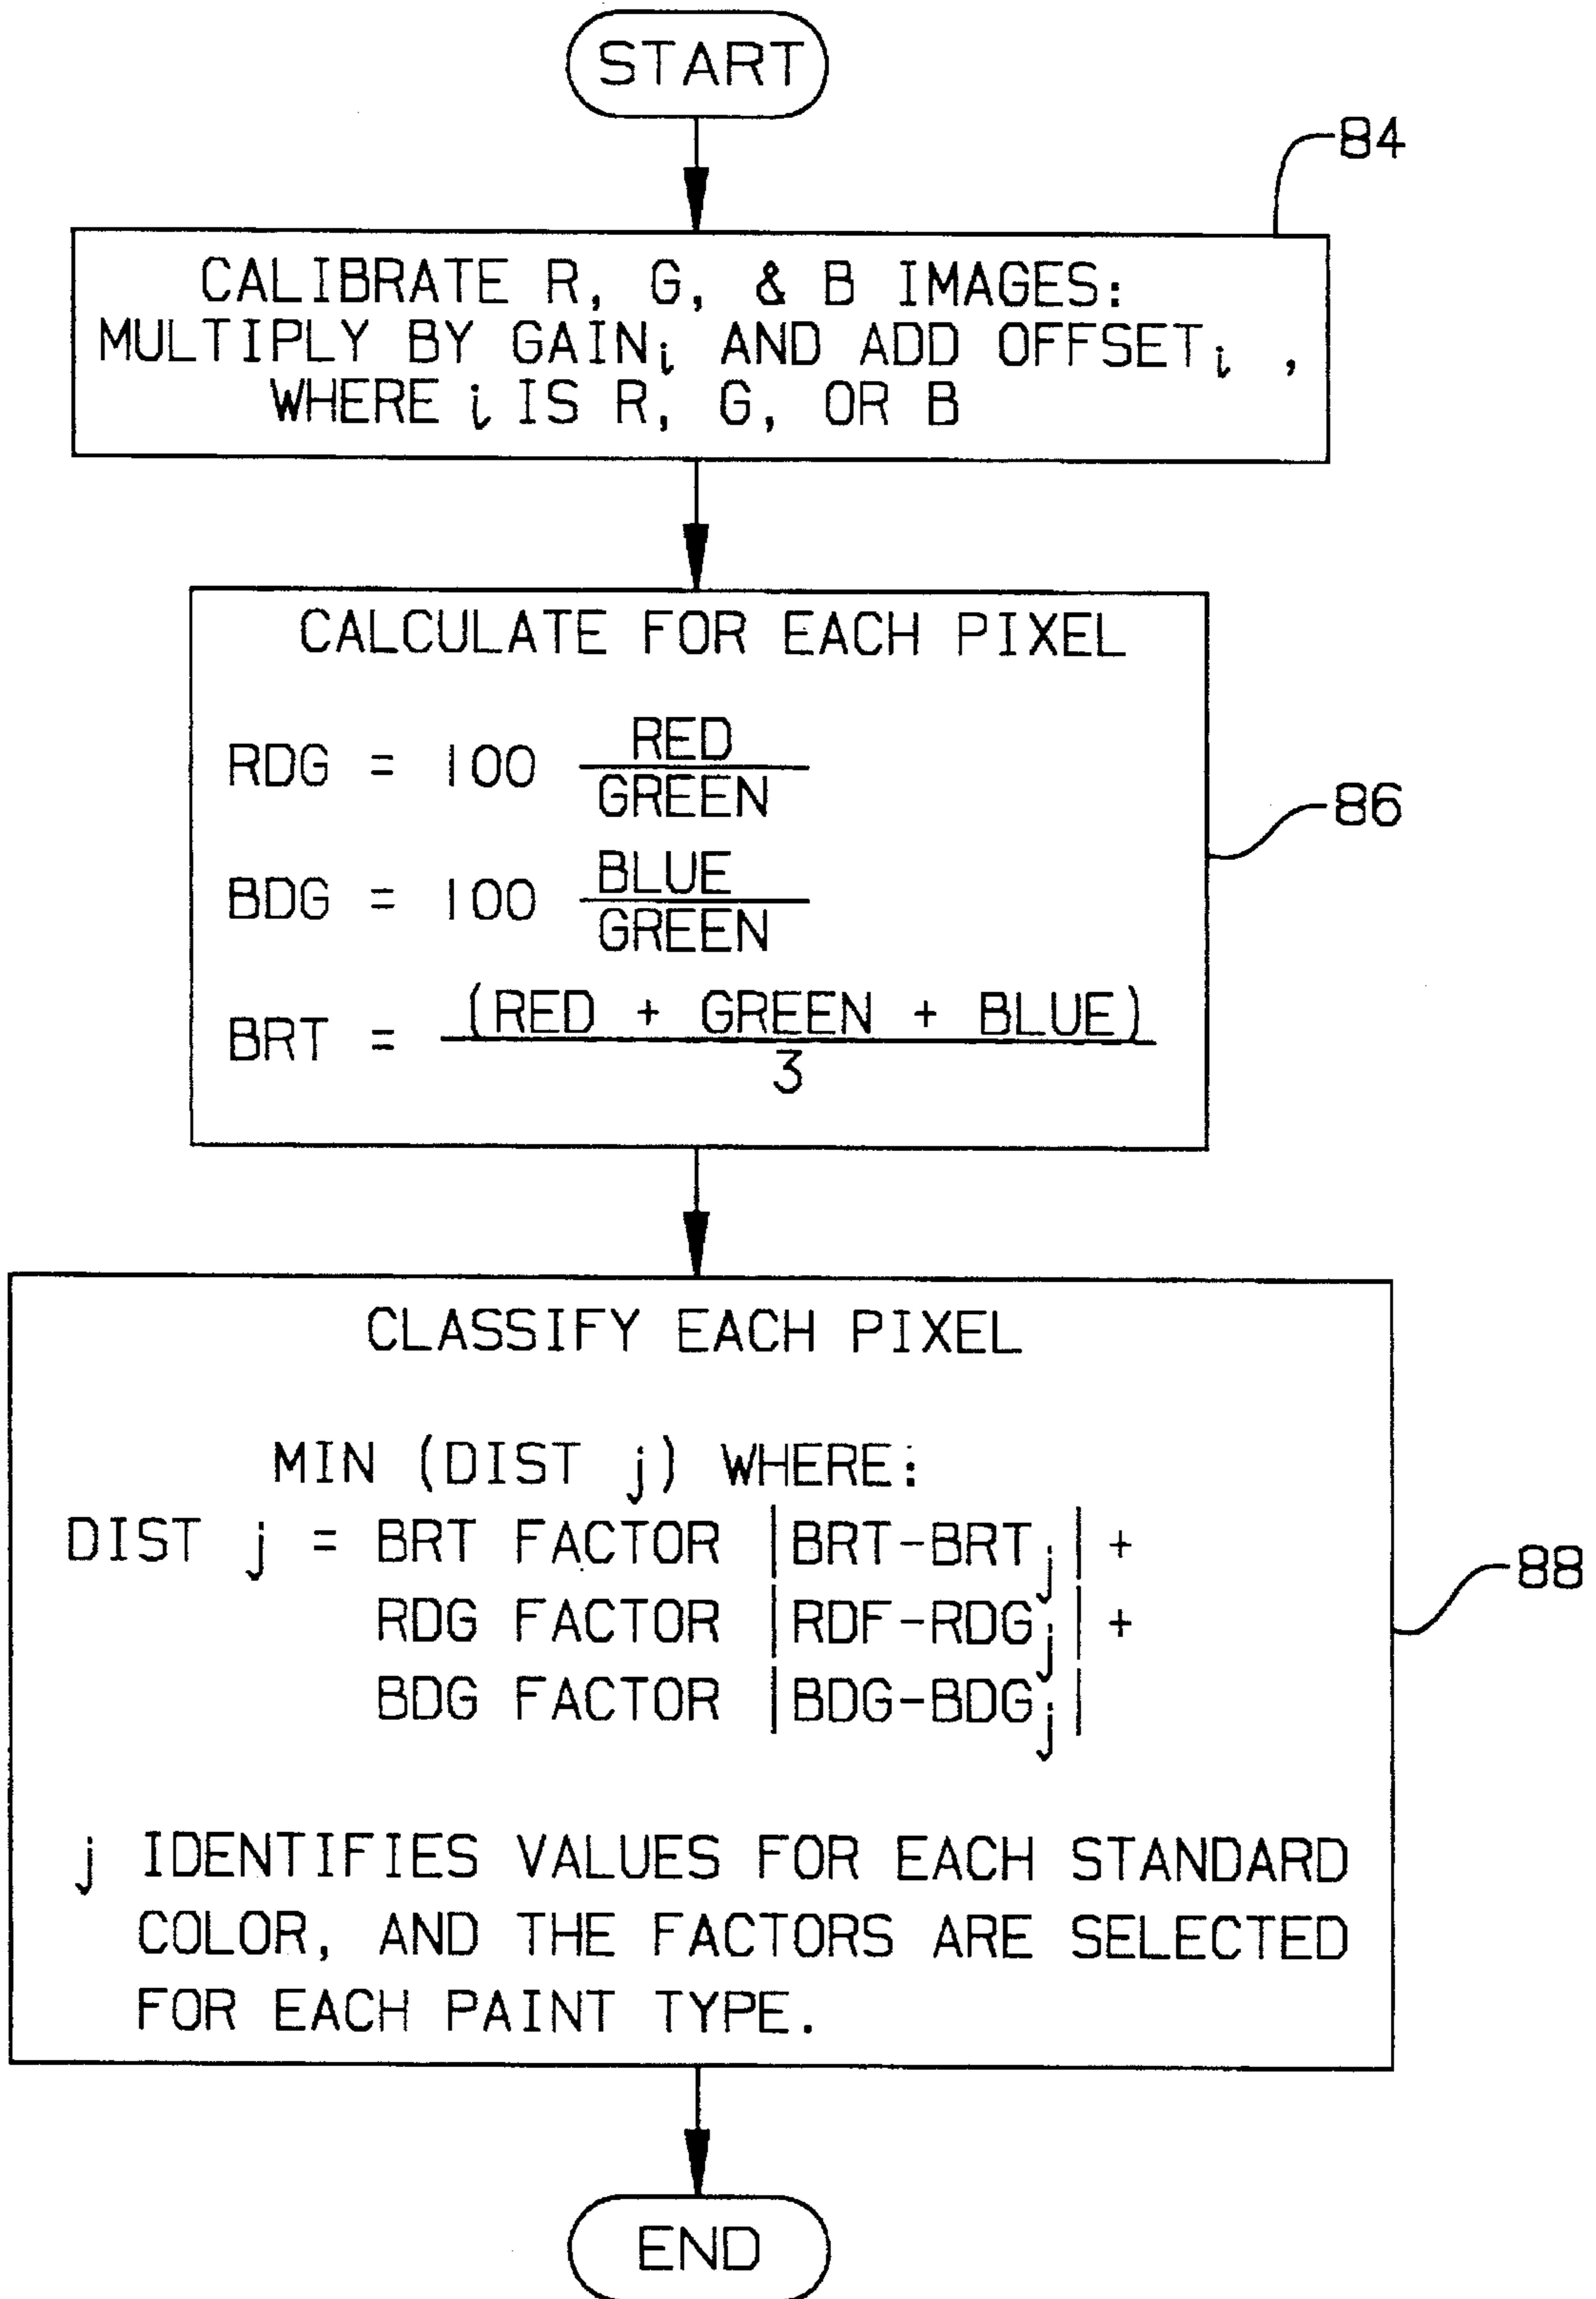 START
84
CALIBRATE R, G, & B IMAGES:
MULTIPLY BY GAINi AND ADD OFFSETi ,
WHERE i IS R, G, OR B
CALCULATE FOR EACH PIXEL
RDG = 100 RED
GREEN
86
BDG = 100 BLUE
GREEN
BRT = (RED + GREEN + BLUE)
3
CLASSIFY EACH PIXEL
MIN (DIST j) WHERE:
DIST j = BRT FACTOR |BRT-BRTj| +
88
RDG FACTOR |RDF-RDGj| +
BDG FACTOR |BDG-BDGj|
j IDENTIFIES VALUES FOR EACH STANDARD
COLOR, AND THE FACTORS ARE SELECTED
FOR EACH PAINT TYPE.
END